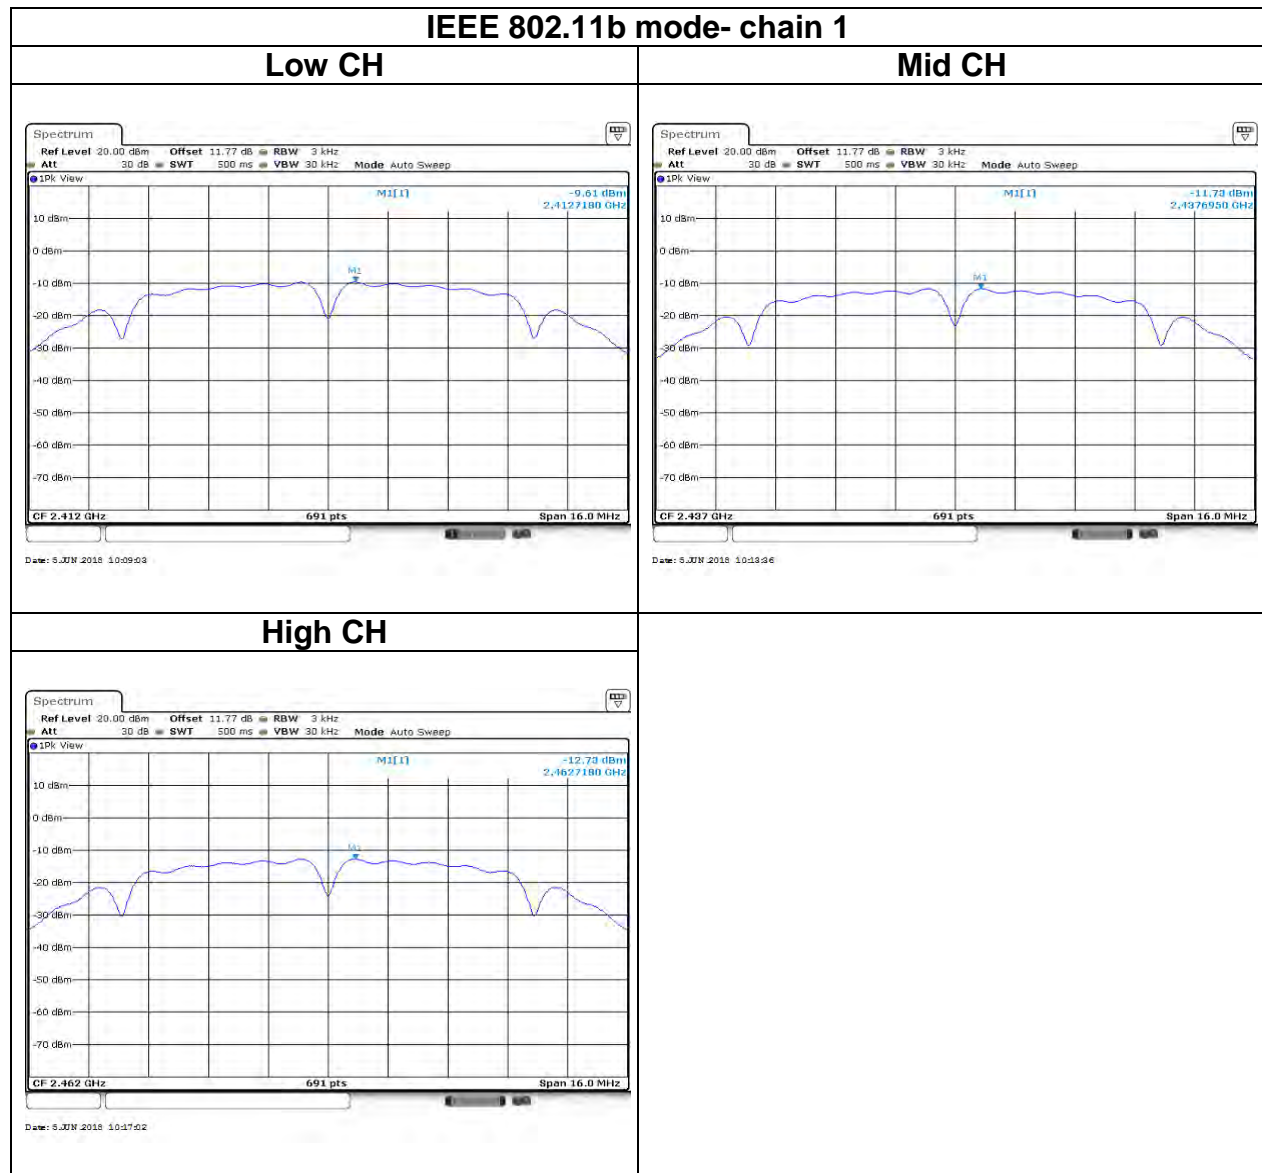 IEEE 802.11b mode- chain 1
Low CH
Mid CH
Spectrum
Ref Level 20.00 dBm Offset 11.77 dB RBW 3 kHz
Att 30 dB SWT 500 ms VBW 30 kHz Mode Auto Sweep
1Pk View
M1[1] -9.61 dBm
2.4127180 GHz
10 dBm
0 dBm
M1
-10 dBm
-20 dBm
-30 dBm
-40 dBm
-50 dBm
-60 dBm
-70 dBm
CF 2.412 GHz 691 pts Span 16.0 MHz
Date: 5.JUN.2018 10:09:03
Spectrum
Ref Level 20.00 dBm Offset 11.77 dB RBW 3 kHz
Att 30 dB SWT 500 ms VBW 30 kHz Mode Auto Sweep
1Pk View
M1[1] -11.73 dBm
2.4376950 GHz
10 dBm
0 dBm
M1
-10 dBm
-20 dBm
-30 dBm
-40 dBm
-50 dBm
-60 dBm
-70 dBm
CF 2.437 GHz 691 pts Span 16.0 MHz
Date: 5.JUN.2018 10:13:36
High CH
Spectrum
Ref Level 20.00 dBm Offset 11.77 dB RBW 3 kHz
Att 30 dB SWT 500 ms VBW 30 kHz Mode Auto Sweep
1Pk View
M1[1] -12.73 dBm
2.4627180 GHz
10 dBm
0 dBm
-10 dBm
M1
-20 dBm
-30 dBm
-40 dBm
-50 dBm
-60 dBm
-70 dBm
CF 2.462 GHz 691 pts Span 16.0 MHz
Date: 5.JUN.2018 10:17:02